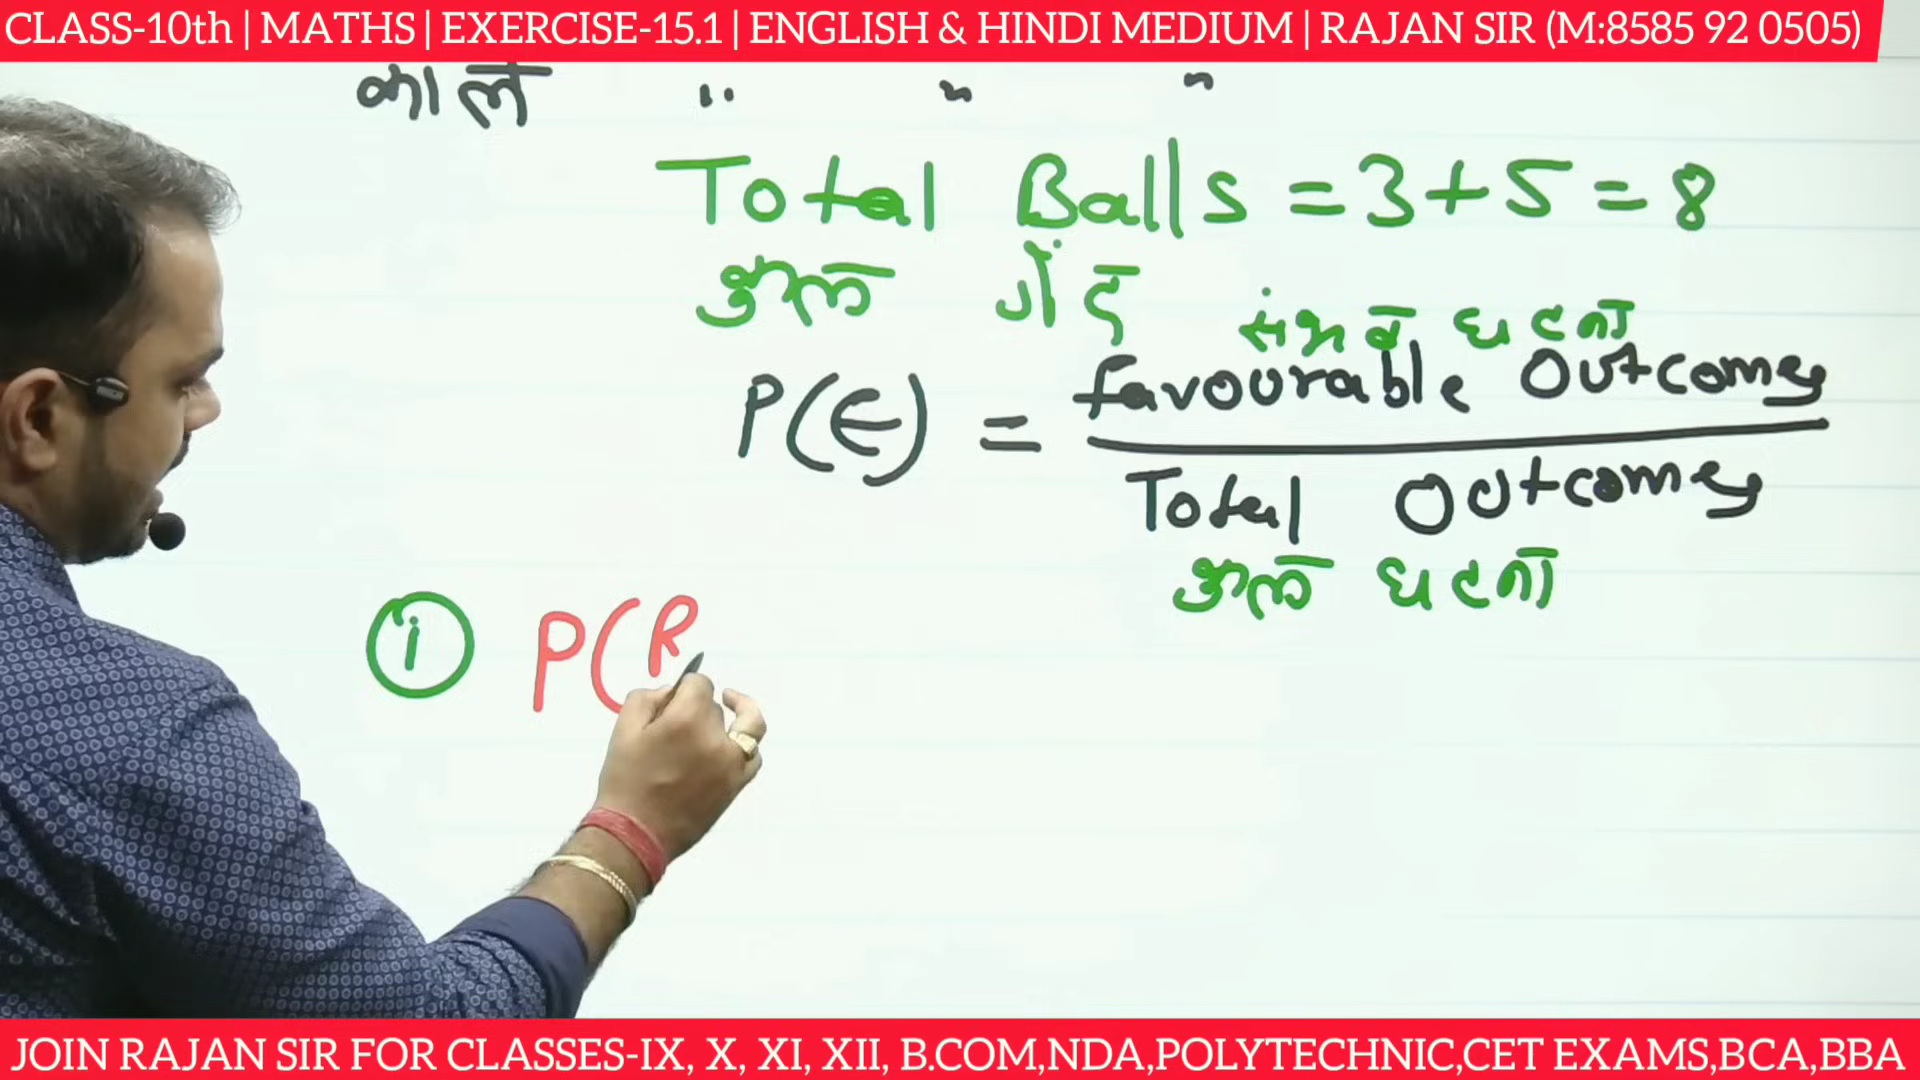 CLASS-10th | MATHS | EXERCISE-15.1 | ENGLISH & HINDI MEDIUM | RAJAN SIR (M:8585 92 0505)
काले " " "
Total Balls = 3+5 = 8
कुल गेंद
संभव घटना
P(E) = favourable Outcomes
Total Outcomes
कुल घटना
i P(R
JOIN RAJAN SIR FOR CLASSES-IX, X, XI, XII, B.COM,NDA,POLYTECHNIC,CET EXAMS,BCA,BBA